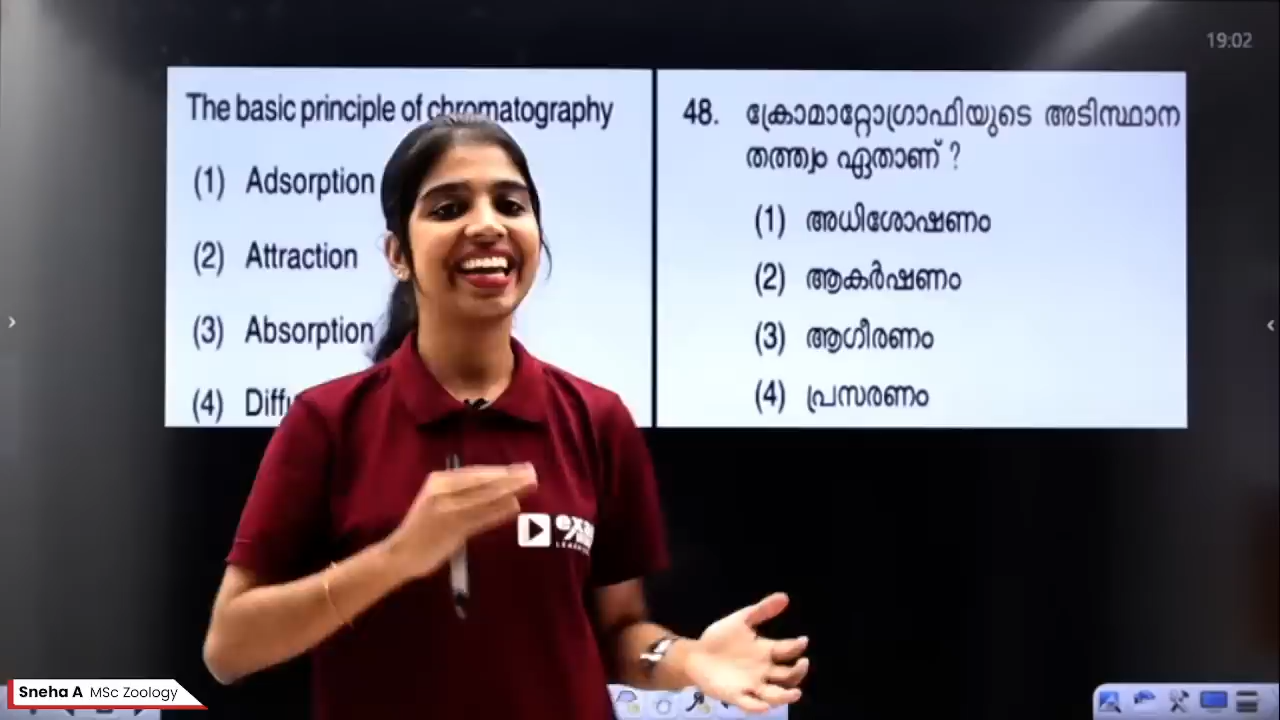 19:02
The basic principle of chromatography
(1) Adsorption
(2) Attraction
(3) Absorption
(4)
48. ക്രോമാറ്റോഗ്രാഫിയുടെ അടിസ്ഥാന
തത്ത്വം ഏതാണ് ?
(1) അധിശോഷണം
(2) ആകർഷണം
(3) ആഗീരണം
(4) പ്രസരണം
Sneha A MSc Zoology